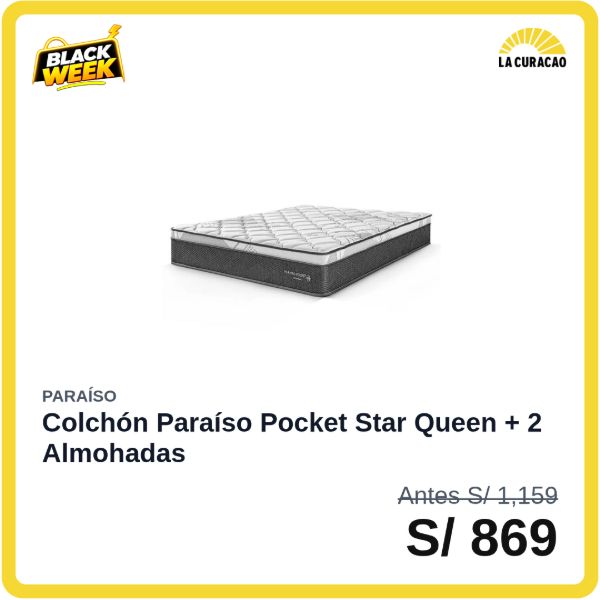 BLACK
WEEK
LA CURACAO
PARAÍSO
Colchón Paraíso Pocket Star Queen + 2
Almohadas
Antes S/ 1,159
S/ 869